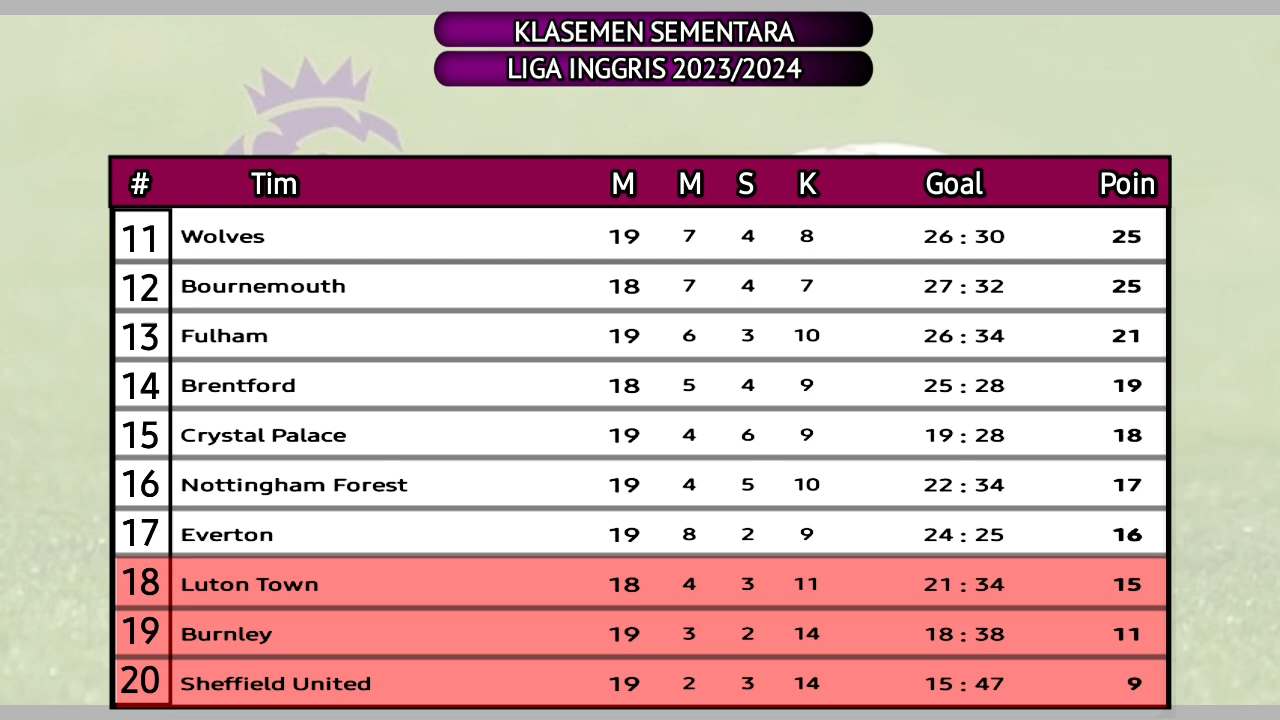 KLASEMEN SEMENTARA
LIGA INGGRIS 2023/2024
# Tim M M S K Goal Poin
11 Wolves 19 7 4 8 26 : 30 25
12 Bournemouth 18 7 4 7 27 : 32 25
13 Fulham 19 6 3 10 26 : 34 21
14 Brentford 18 5 4 9 25 : 28 19
15 Crystal Palace 19 4 6 9 19 : 28 18
16 Nottingham Forest 19 4 5 10 22 : 34 17
17 Everton 19 8 2 9 24 : 25 16
18 Luton Town 18 4 3 11 21 : 34 15
19 Burnley 19 3 2 14 18 : 38 11
20 Sheffield United 19 2 3 14 15 : 47 9